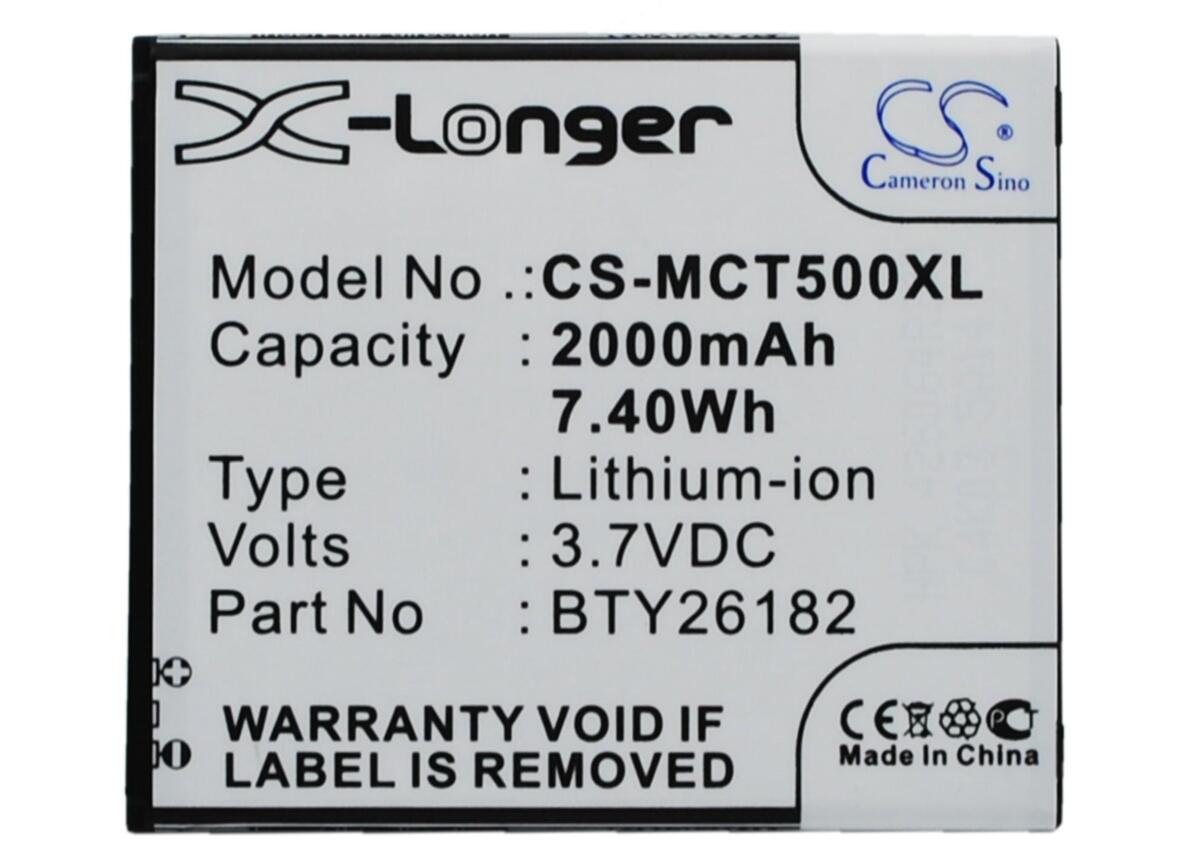 X-Longer
CS®
Cameron Sino
Model No.:CS-MCT500XL
Capacity : 2000mAh
7.40Wh
Type : Lithium-ion
Volts : 3.7VDC
Part No : BTY26182
WARRANTY VOID IF
LABEL IS REMOVED
CE PCT
Made In China